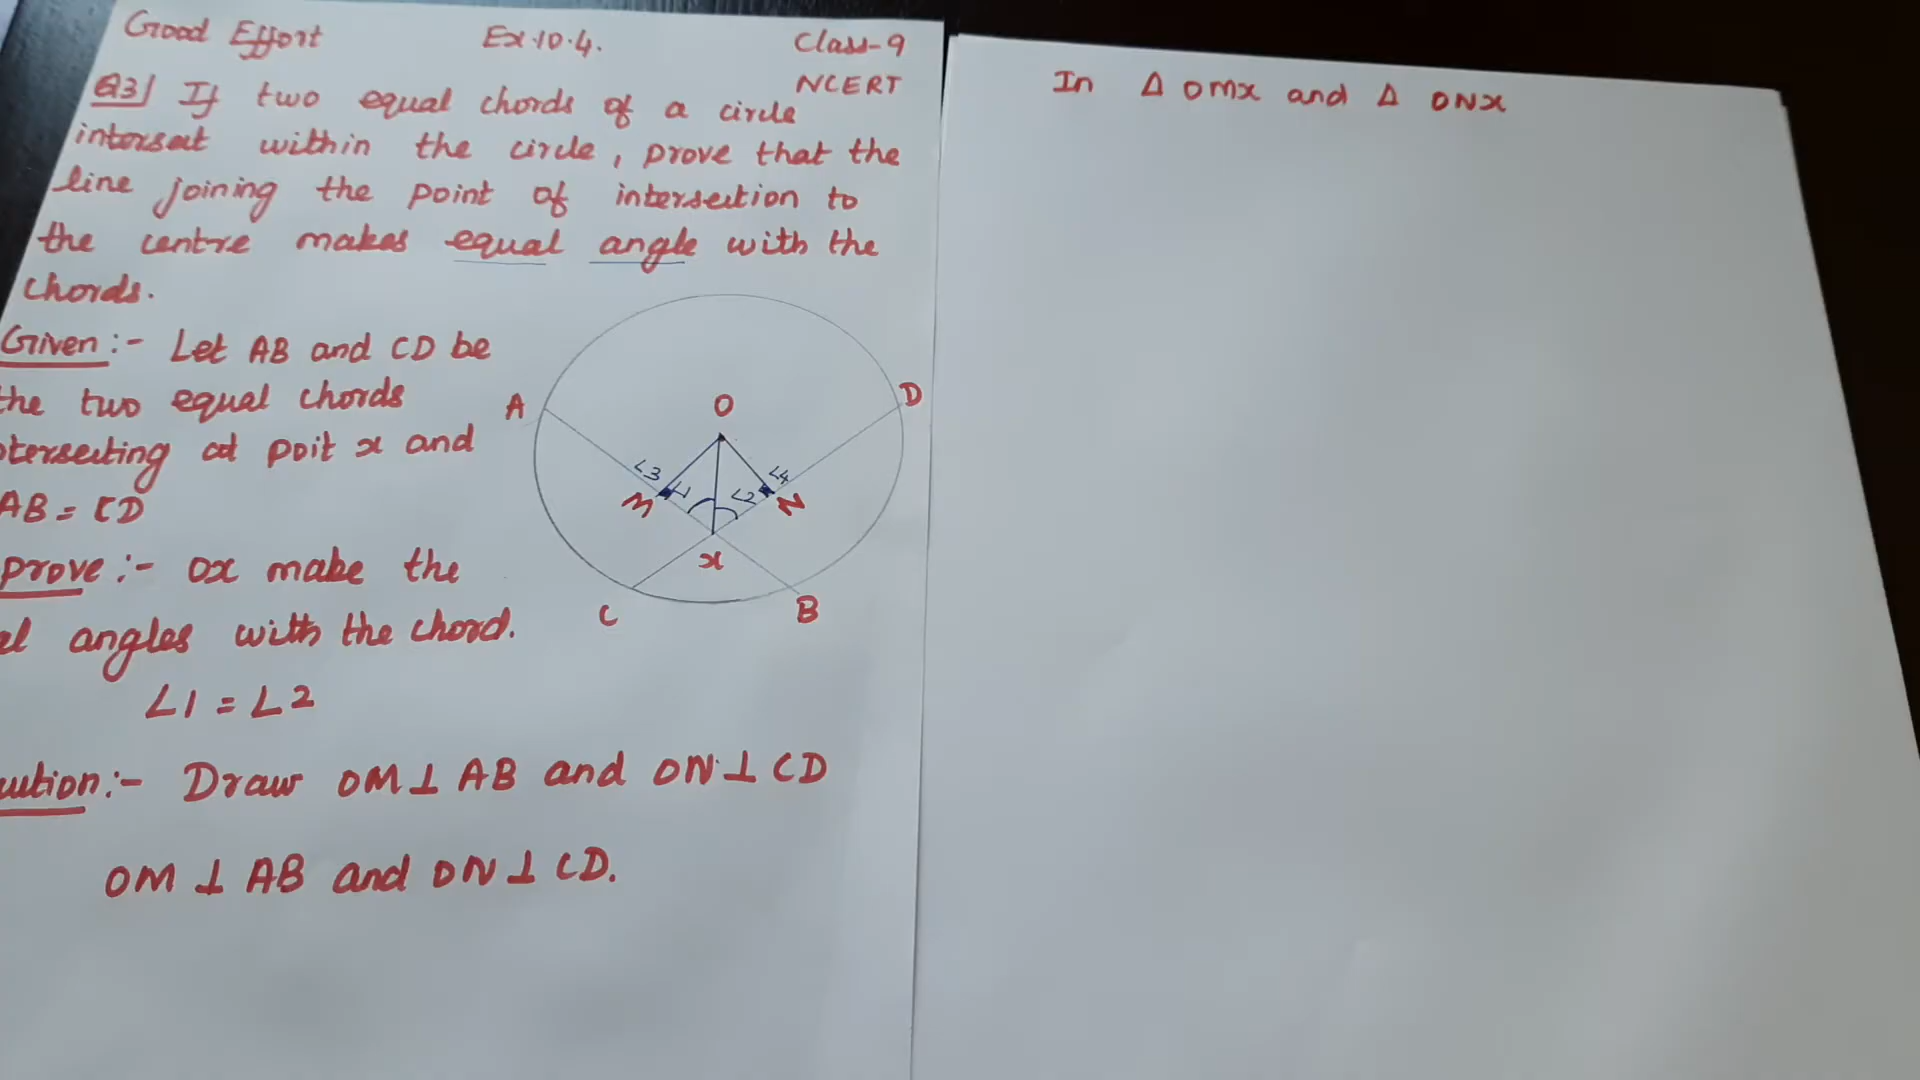 Good Effort Ex.10.4. Class-9
NCERT
Q3) If two equal chords of a circle
intersect within the circle, prove that the
line joining the point of intersection to
the centre makes equal angle with the
chords.
Given:- Let AB and CD be
the two equal chords
tersecting at poit x and
AB = CD
prove:- Ox make the
al angles with the chord.
∠1 = ∠2
uction:- Draw OM⊥AB and ON⊥CD
OM ⊥ AB and ON⊥ CD.
A
O
D
∠3
∠4
M
∠1
∠2
N
x
C
B
In Δ OMx and Δ ONx